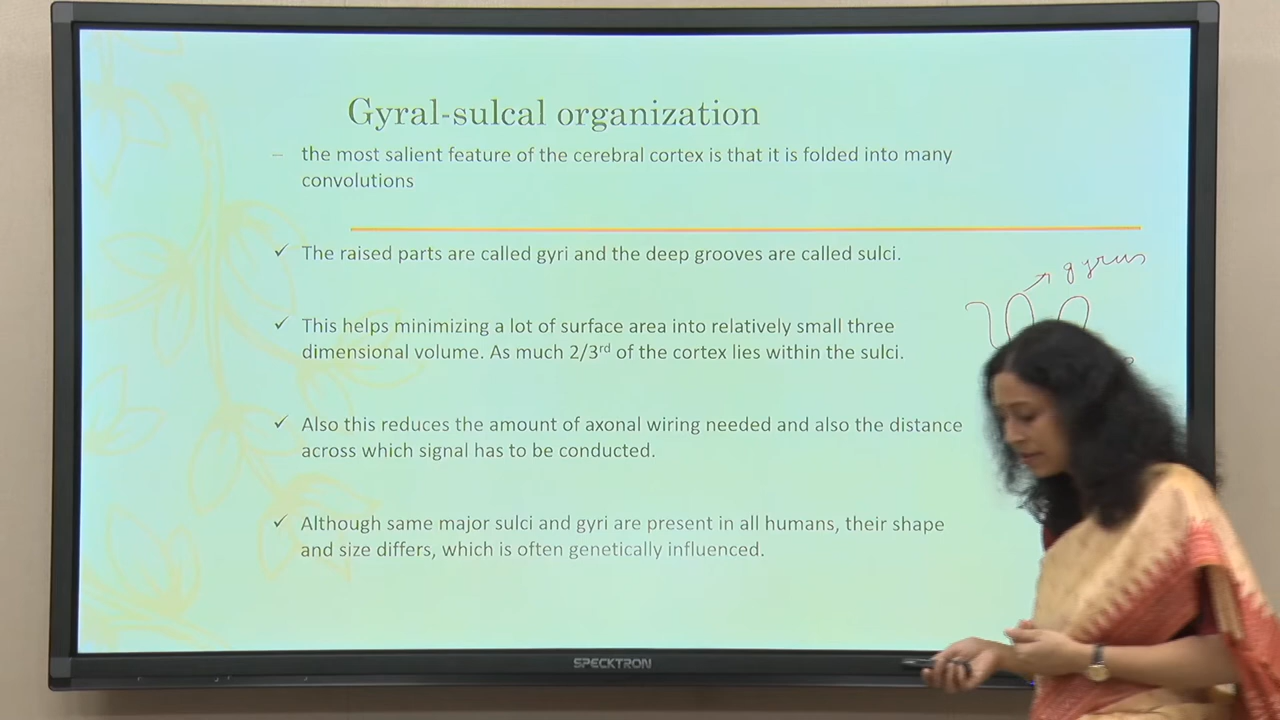 Gyral-sulcal organization
– the most salient feature of the cerebral cortex is that it is folded into many
convolutions
✓ The raised parts are called gyri and the deep grooves are called sulci.
gyrus
✓ This helps minimizing a lot of surface area into relatively small three
dimensional volume. As much 2/3rd of the cortex lies within the sulci.
✓ Also this reduces the amount of axonal wiring needed and also the distance
across which signal has to be conducted.
✓ Although same major sulci and gyri are present in all humans, their shape
and size differs, which is often genetically influenced.
SPECKTRON